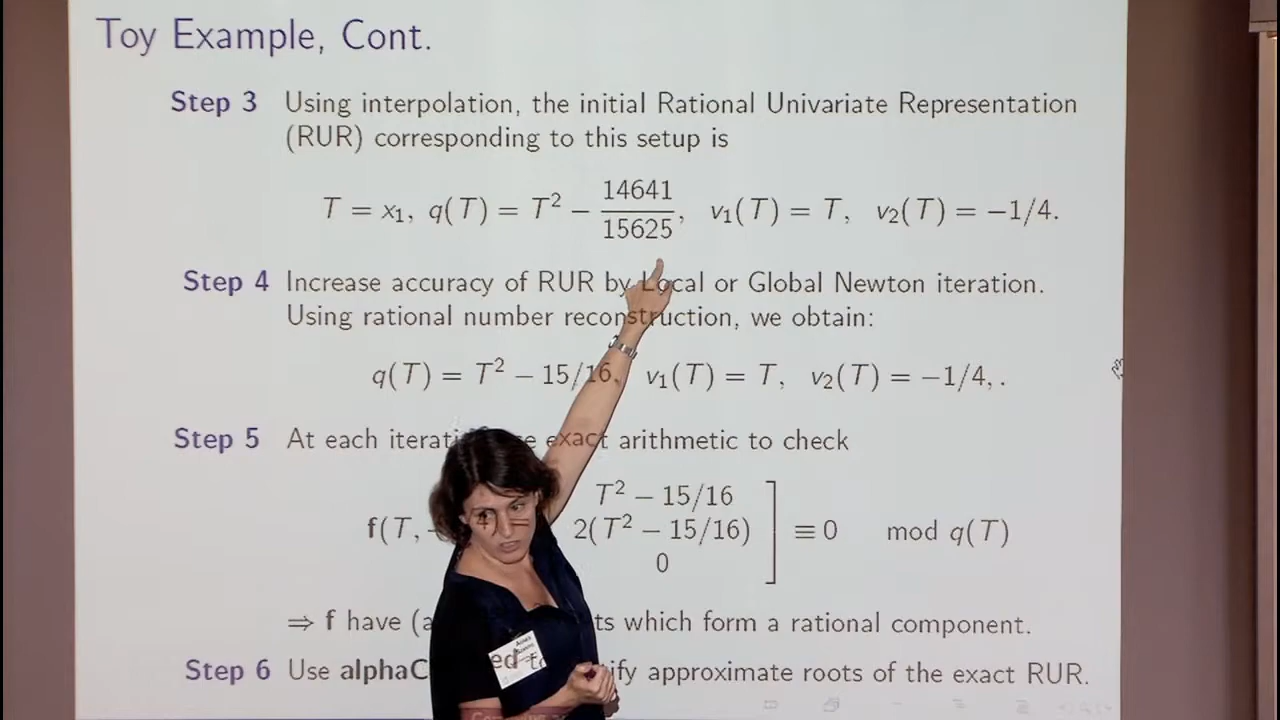 Toy Example, Cont.
Step 3 Using interpolation, the initial Rational Univariate Representation
(RUR) corresponding to this setup is
T = x₁, q(T) = T² − 14641/15625, v₁(T) = T, v₂(T) = −1/4.
Step 4 Increase accuracy of RUR by Local or Global Newton iteration.
Using rational number reconstruction, we obtain:
q(T) = T² − 15/16, v₁(T) = T, v₂(T) = −1/4, .
Step 5 At each exact arithmetic to check
T² − 15/16
f(T, 4 = 2(T² − 15/16) ≡ 0 mod q(T)
0
⇒ f have which form a rational component.
Step 6 Use approximate roots of the exact RUR.